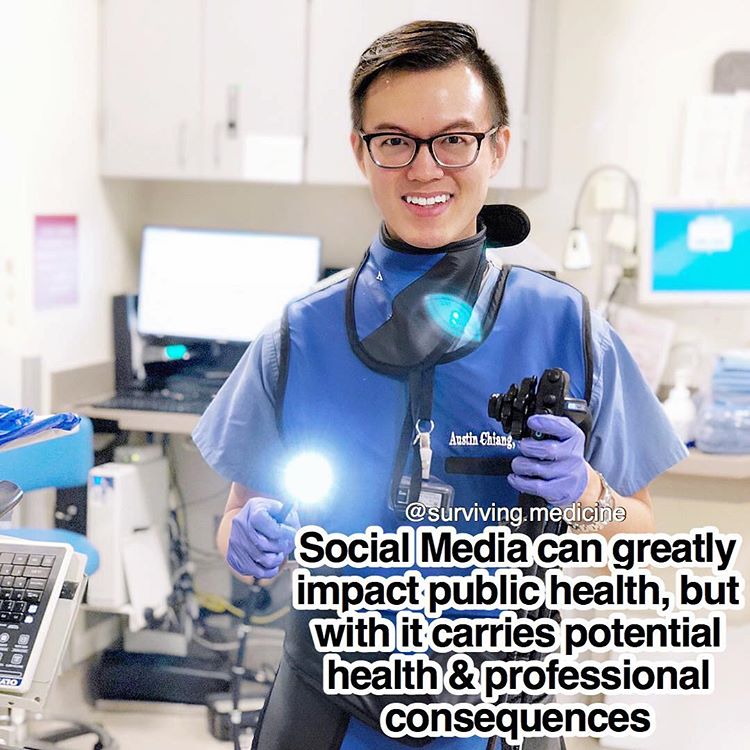 Austin Chiang,
@surviving.medicine
Social Media can greatly
impact public health, but
with it carries potential
health & professional
consequences